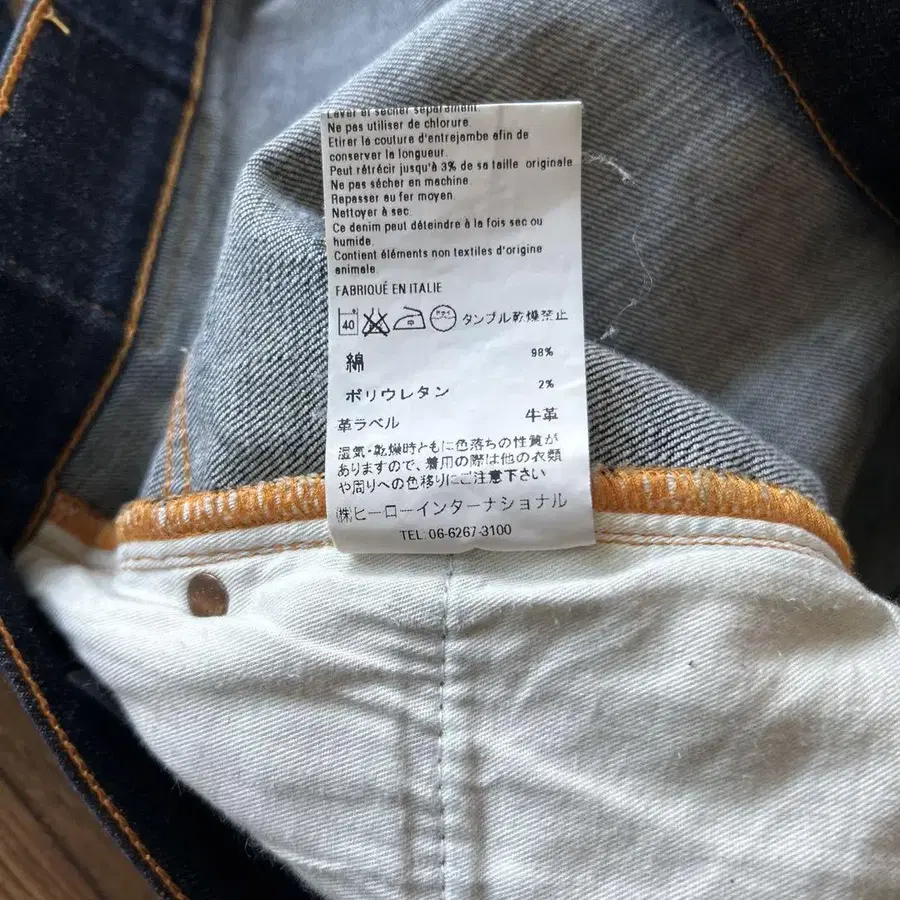 Laver et sécher séparément.
Ne pas utiliser de chlorure.
Etirer la couture d'entrejambe afin de
conserver la longueur.
Peut rétrécir jusqu'à 3% de sa taille originale
Ne pas sécher en machine.
Repasser au fer moyen.
Nettoyer à sec.
Ce denim peut déteindre à la fois sec ou
humide.
Contient éléments non textiles d'origine
animale.
FABRIQUÉ EN ITALIE
40 中 タンブル乾燥禁止
綿 98%
ポリウレタン 2%
革ラベル 牛革
湿気・乾燥時ともに色落ちの性質が
ありますので、着用の際は他の衣類
や周りへの色移りにご注意下さい
㈱ヒーローインターナショナル
TEL: 06-6267-3100